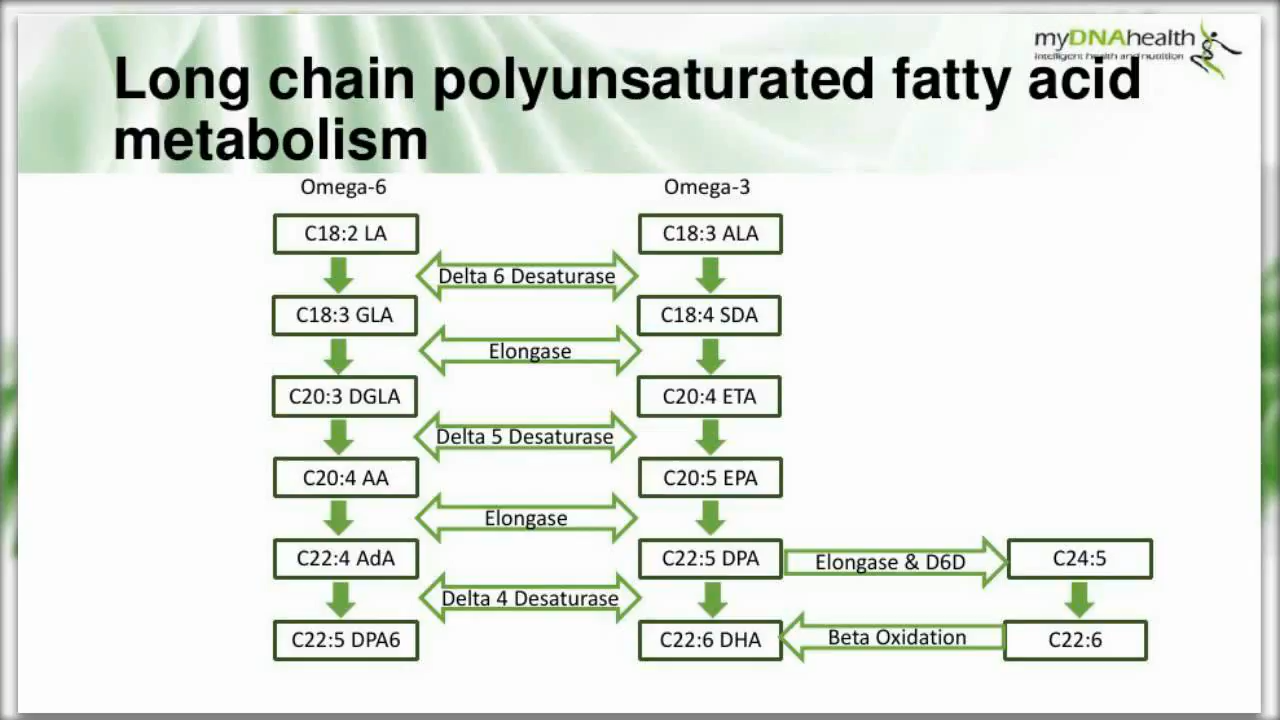 myDNAhealth
Intelligent health and nutrition
Long chain polyunsaturated fatty acid
metabolism
Omega-6
Omega-3
C18:2 LA
C18:3 ALA
Delta 6 Desaturase
C18:3 GLA
C18:4 SDA
Elongase
C20:3 DGLA
C20:4 ETA
Delta 5 Desaturase
C20:4 AA
C20:5 EPA
Elongase
C22:4 AdA
C22:5 DPA
Elongase & D6D
C24:5
Delta 4 Desaturase
C22:5 DPA6
C22:6 DHA
Beta Oxidation
C22:6